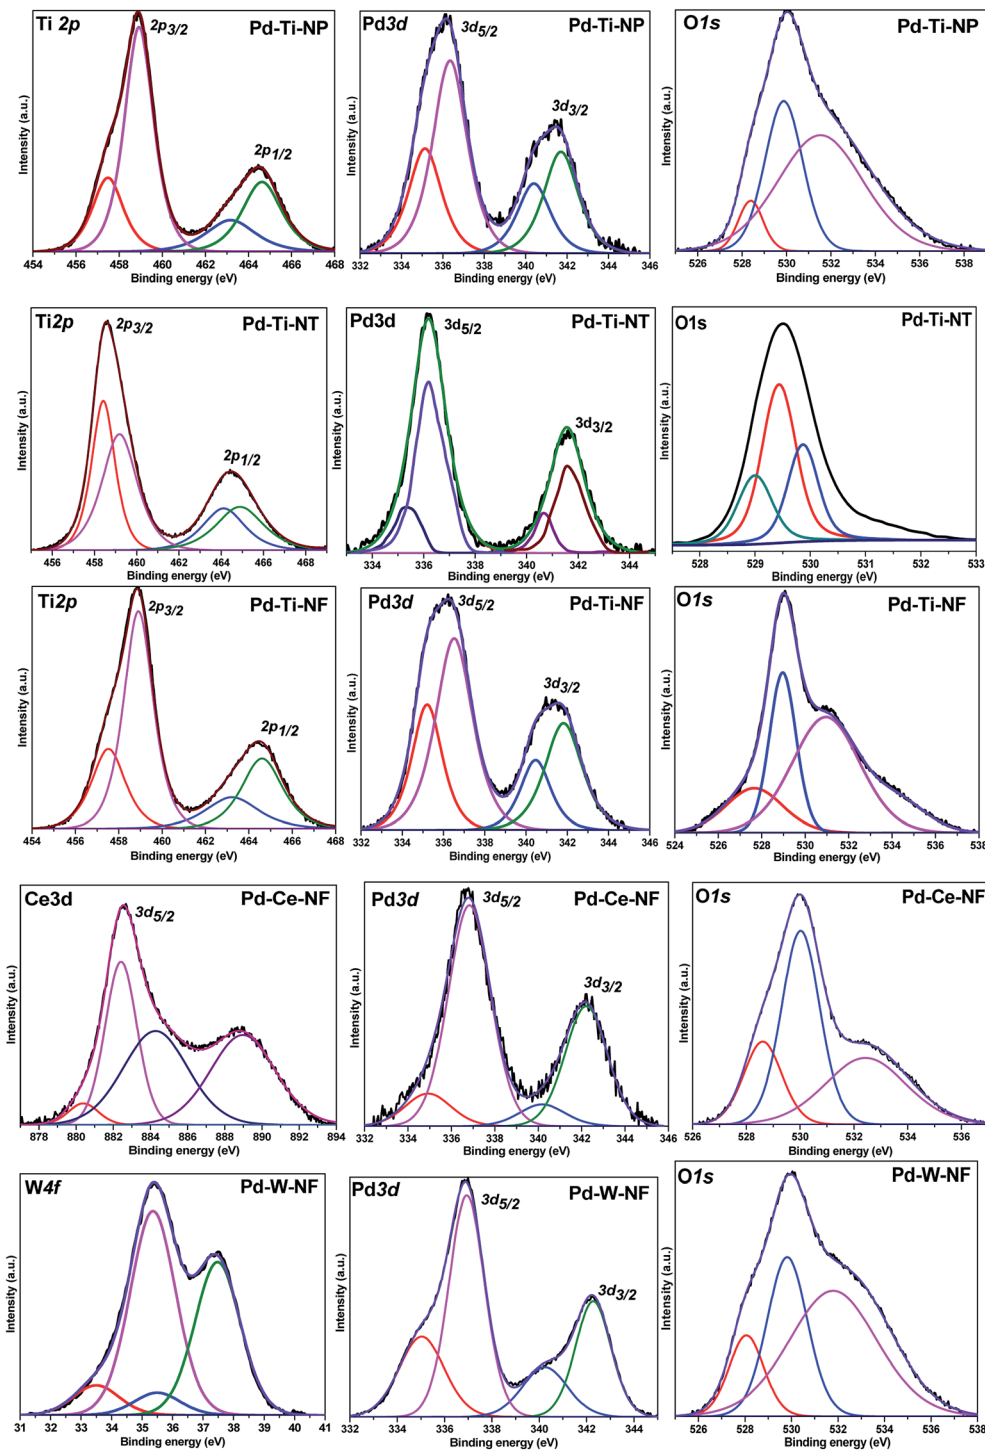 Ti 2p 2p3/2 Pd-Ti-NP
2p1/2
Intensity (a.u.)
454 456 458 460 462 464 466 468
Binding energy (eV)
Pd3d 3d5/2 Pd-Ti-NP
3d3/2
Intensity (a.u.)
332 334 336 338 340 342 344 346
Binding energy (eV)
O1s Pd-Ti-NP
Intensity (a.u.)
526 528 530 532 534 536 538
Binding energy (eV)
Ti2p 2p3/2 Pd-Ti-NT
2p1/2
Intensity (a.u.)
456 458 460 462 464 466 468
Binding energy (eV)
Pd3d 3d5/2 Pd-Ti-NT
3d3/2
Intensity (a.u.)
334 336 338 340 342 344
Binding energy (eV)
O1s Pd-Ti-NT
Intensity (a.u.)
528 529 530 531 532 533
Binding energy (eV)
Ti2p 2p3/2 Pd-Ti-NF
2p1/2
Intensity (a.u.)
454 456 458 460 462 464 466 468
Binding energy (eV)
Pd3d 3d5/2 Pd-Ti-NF
3d3/2
Intensity (a.u.)
332 334 336 338 340 342 344 346
Binding energy (eV)
O1s Pd-Ti-NF
Intensity (a.u.)
524 526 528 530 532 534 536 538
Binding energy (eV)
Ce3d 3d5/2 Pd-Ce-NF
Intensity (a.u.)
878 880 882 884 886 888 890 892 894
Binding energy (eV)
Pd3d 3d5/2 Pd-Ce-NF
3d3/2
Intensity (a.u.)
332 334 336 338 340 342 344 346
Binding energy (eV)
O1s Pd-Ce-NF
Intensity (a.u.)
526 528 530 532 534 536
Binding energy (eV)
W4f Pd-W-NF
Intensity (a.u.)
31 32 33 34 35 36 37 38 39 40 41
Binding energy (eV)
Pd3d 3d5/2 Pd-W-NF
3d3/2
Intensity (a.u.)
334 336 338 340 342 344
Binding energy (eV)
O1s Pd-W-NF
Intensity (a.u.)
526 528 530 532 534 536 538
Binding energy (eV)